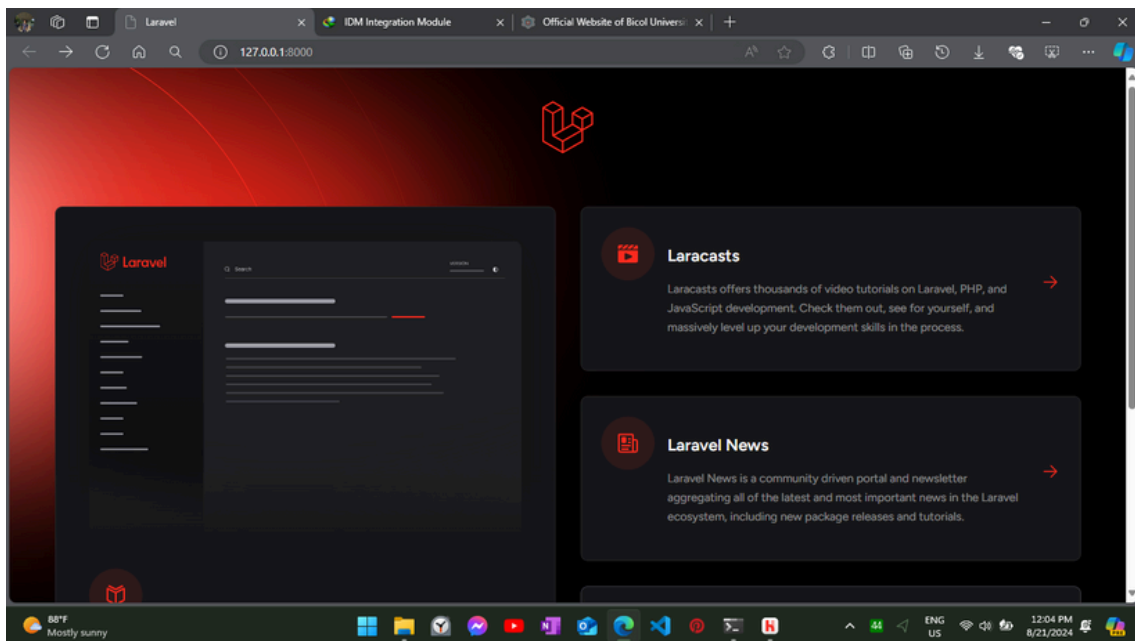 Laravel
IDM Integration Module
Official Website of Bicol Universi
127.0.0.1:8000
Laravel
Search
Laracasts
Laracasts offers thousands of video tutorials on Laravel, PHP, and
JavaScript development. Check them out, see for yourself, and
massively level up your development skills in the process.
Laravel News
Laravel News is a community driven portal and newsletter
aggregating all of the latest and most important news in the Laravel
ecosystem, including new package releases and tutorials.
88°F
Mostly sunny
44
ENG
US
12:04 PM
8/21/2024